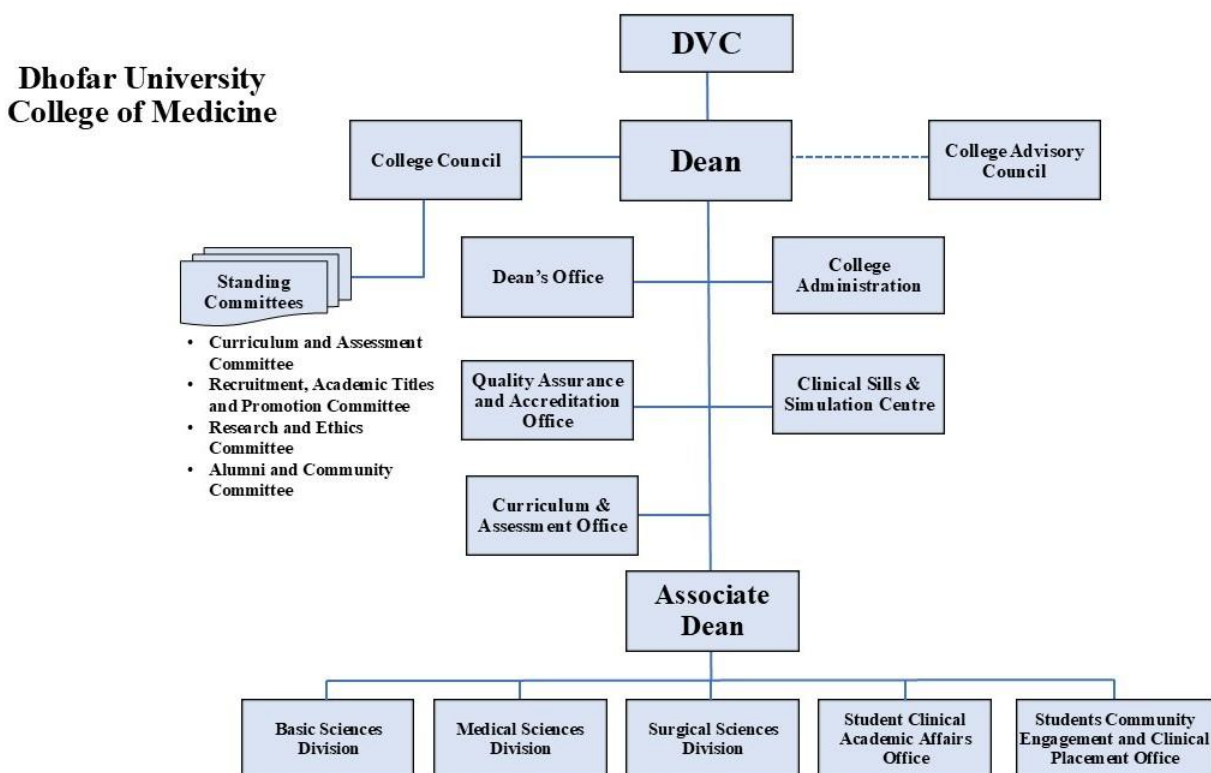 Dhofar University
College of Medicine
DVC
College Council
Dean
College Advisory
Council
Standing
Committees
• Curriculum and Assessment
Committee
• Recruitment, Academic Titles
and Promotion Committee
• Research and Ethics
Committee
• Alumni and Community
Committee
Dean's Office
College
Administration
Quality Assurance
and Accreditation
Office
Clinical Sills &
Simulation Centre
Curriculum &
Assessment Office
Associate
Dean
Basic Sciences
Division
Medical Sciences
Division
Surgical Sciences
Division
Student Clinical
Academic Affairs
Office
Students Community
Engagement and Clinical
Placement Office